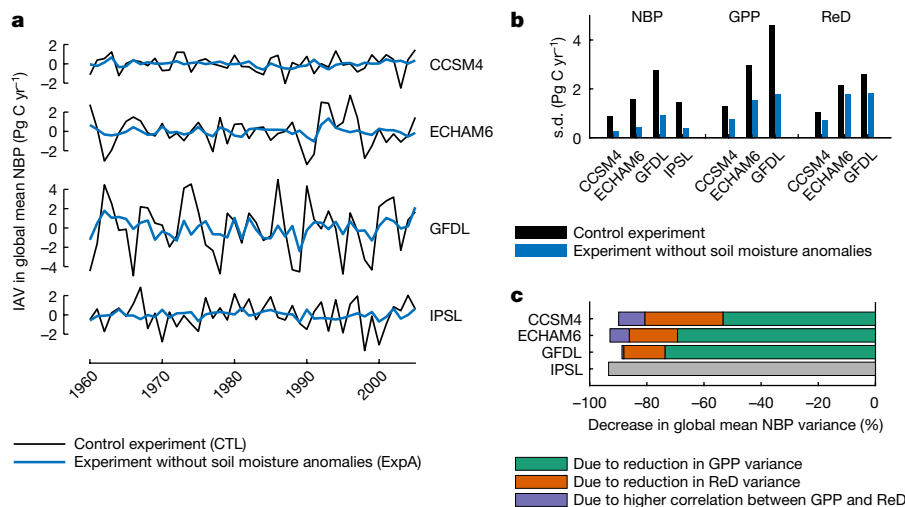 a
IAV in global mean NBP (Pg C yr⁻¹)
2
0
−2
CCSM4
2
0
−2
ECHAM6
4
2
0
−2
−4
GFDL
2
0
−2
IPSL
1960
1970
1980
1990
2000
Control experiment (CTL)
Experiment without soil moisture anomalies (ExpA)
b
NBP GPP ReD
s.d. (Pg C yr⁻¹)
4
2
0
CCSM4
ECHAM6
GFDL
IPSL
CCSM4
ECHAM6
GFDL
CCSM4
ECHAM6
GFDL
Control experiment
Experiment without soil moisture anomalies
c
CCSM4
ECHAM6
GFDL
IPSL
−100 −80 −60 −40 −20 0
Decrease in global mean NBP variance (%)
Due to reduction in GPP variance
Due to reduction in ReD variance
Due to higher correlation between GPP and ReD